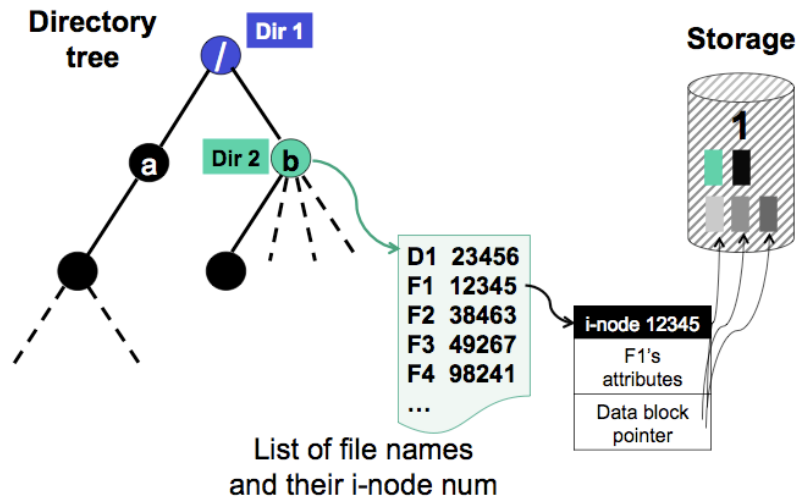 Directory
tree
Dir 1
/
Storage
1
a
Dir 2
b
D1 23456
F1 12345
F2 38463
F3 49267
F4 98241
...
i-node 12345
F1's
attributes
Data block
pointer
List of file names
and their i-node num